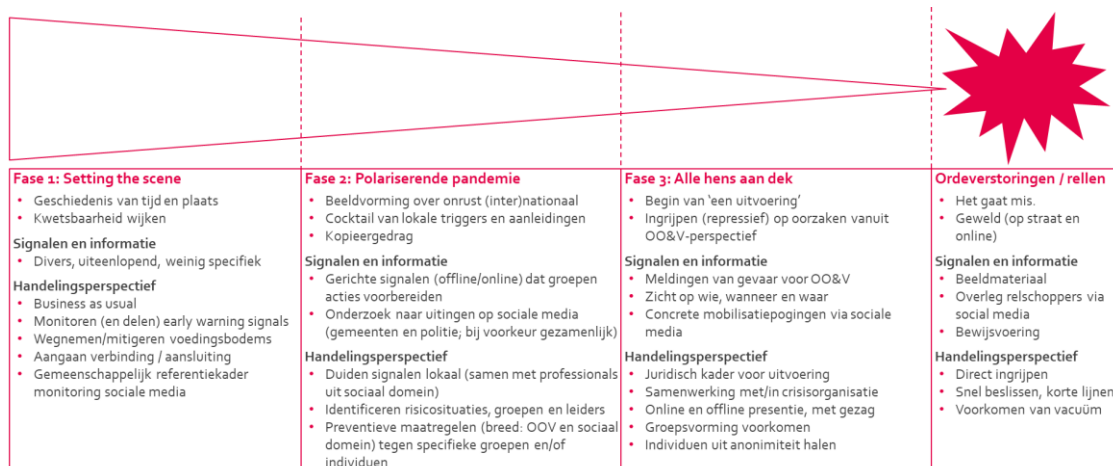 Fase 1: Setting the scene
• Geschiedenis van tijd en plaats
• Kwetsbaarheid wijken
Signalen en informatie
• Divers, uiteenlopend, weinig specifiek
Handelingsperspectief
• Business as usual
• Monitoren (en delen) early warning signals
• Wegnemen/mitigeren voedingsbodems
• Aangaan verbinding / aansluiting
• Gemeenschappelijk referentiekader
monitoring sociale media
Fase 2: Polariserende pandemie
• Beeldvorming over onrust (inter)nationaal
• Cocktail van lokale triggers en aanleidingen
• Kopieergedrag
Signalen en informatie
• Gerichte signalen (offline/online) dat groepen
acties voorbereiden
• Onderzoek naar uitingen op sociale media
(gemeenten en politie; bij voorkeur gezamenlijk)
Handelingsperspectief
• Duiden signalen lokaal (samen met professionals
uit sociaal domein)
• Identificeren risicosituaties, groepen en leiders
• Preventieve maatregelen (breed: OOV en sociaal
domein) tegen specifieke groepen en/of
individuen
Fase 3: Alle hens aan dek
• Begin van ‘een uitvoering’
• Ingrijpen (repressief) op oorzaken vanuit
OO&V-perspectief
Signalen en informatie
• Meldingen van gevaar voor OO&V
• Zicht op wie, wanneer en waar
• Concrete mobilisatiepogingen via sociale
media
Handelingsperspectief
• Juridisch kader voor uitvoering
• Samenwerking met/in crisisorganisatie
• Online en offline presentie, met gezag
• Groepsvorming voorkomen
• Individuen uit anonimiteit halen
Ordeverstoringen / rellen
• Het gaat mis.
• Geweld (op straat en
online)
Signalen en informatie
• Beeldmateriaal
• Overleg relschoppers via
social media
• Bewijsvoering
Handelingsperspectief
• Direct ingrijpen
• Snel beslissen, korte lijnen
• Voorkomen van vacuüm